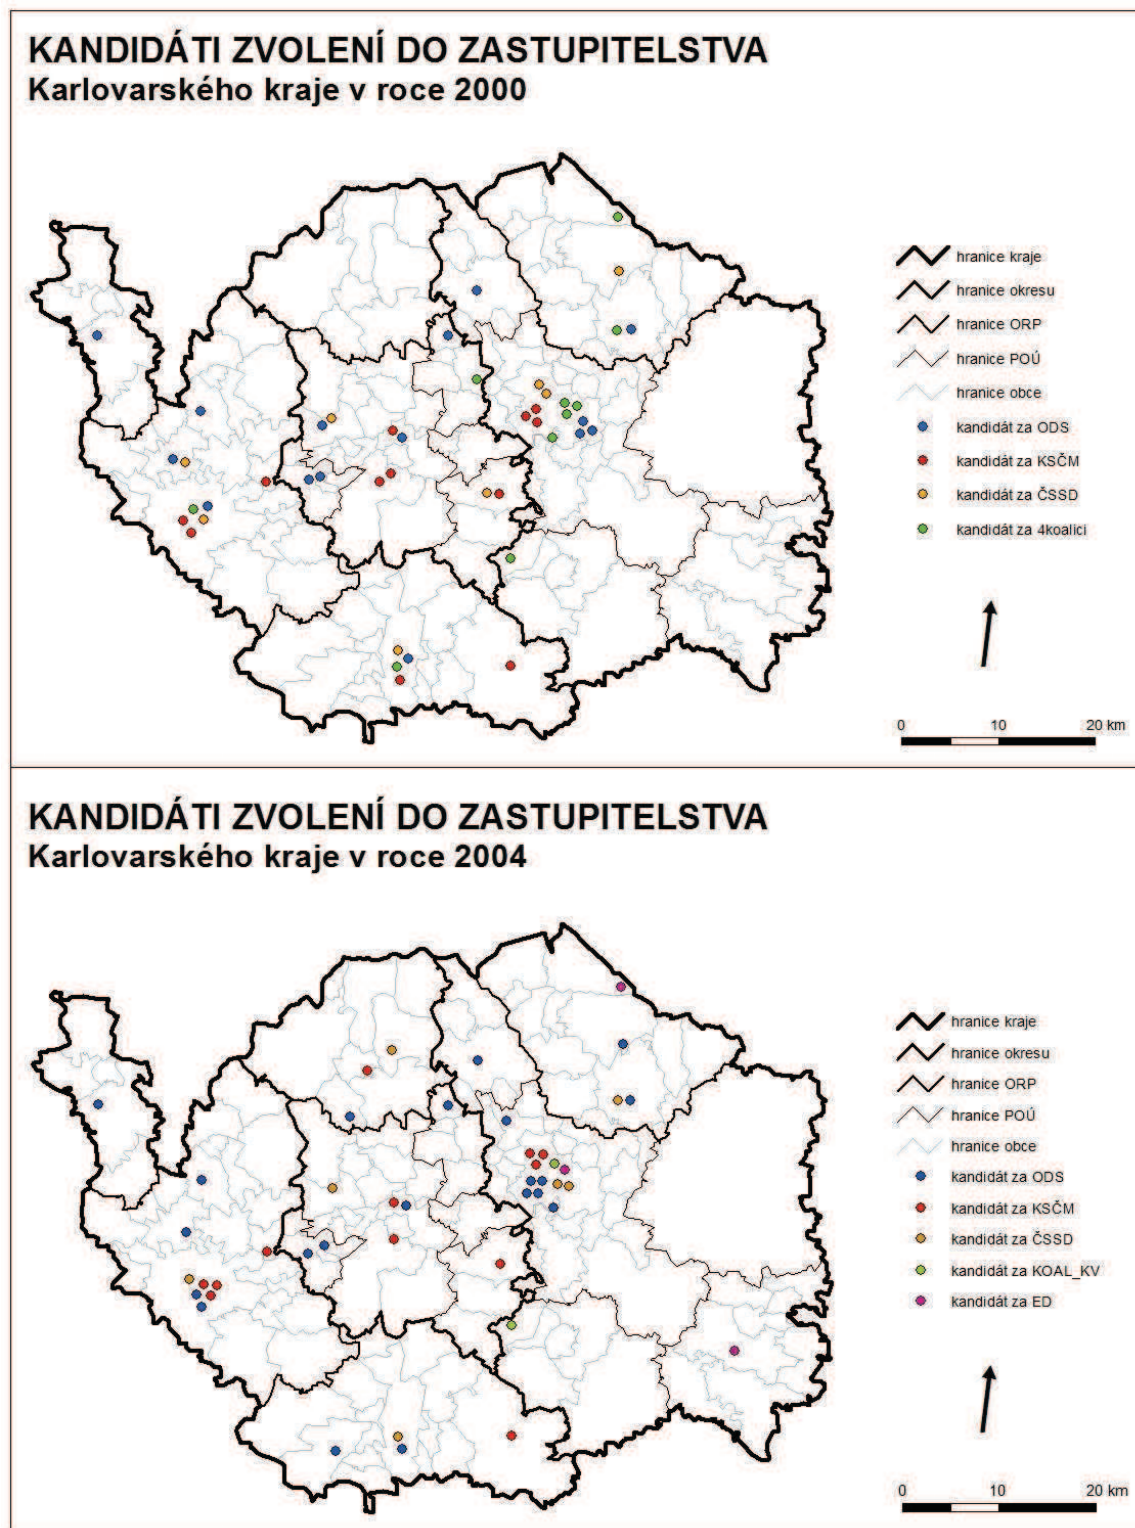 KANDIDÁTI ZVOLENÍ DO ZASTUPITELSTVA
Karlovarského kraje v roce 2000
hranice kraje
hranice okresu
hranice ORP
hranice POÚ
hranice obce
kandidát za ODS
kandidát za KSČM
kandidát za ČSSD
kandidát za 4koalici
0 10 20 km
KANDIDÁTI ZVOLENÍ DO ZASTUPITELSTVA
Karlovarského kraje v roce 2004
hranice kraje
hranice okresu
hranice ORP
hranice POÚ
hranice obce
kandidát za ODS
kandidát za KSČM
kandidát za ČSSD
kandidát za KOAL_KV
kandidát za ED
0 10 20 km